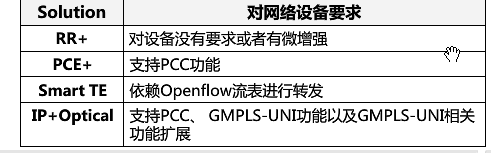 Solution 对网络设备要求
RR+ 对设备没有要求或者有微增强
PCE+ 支持PCC功能
Smart TE 依赖Openflow流表进行转发
IP+Optical 支持PCC、 GMPLS-UNI功能以及GMPLS-UNI相关
功能扩展